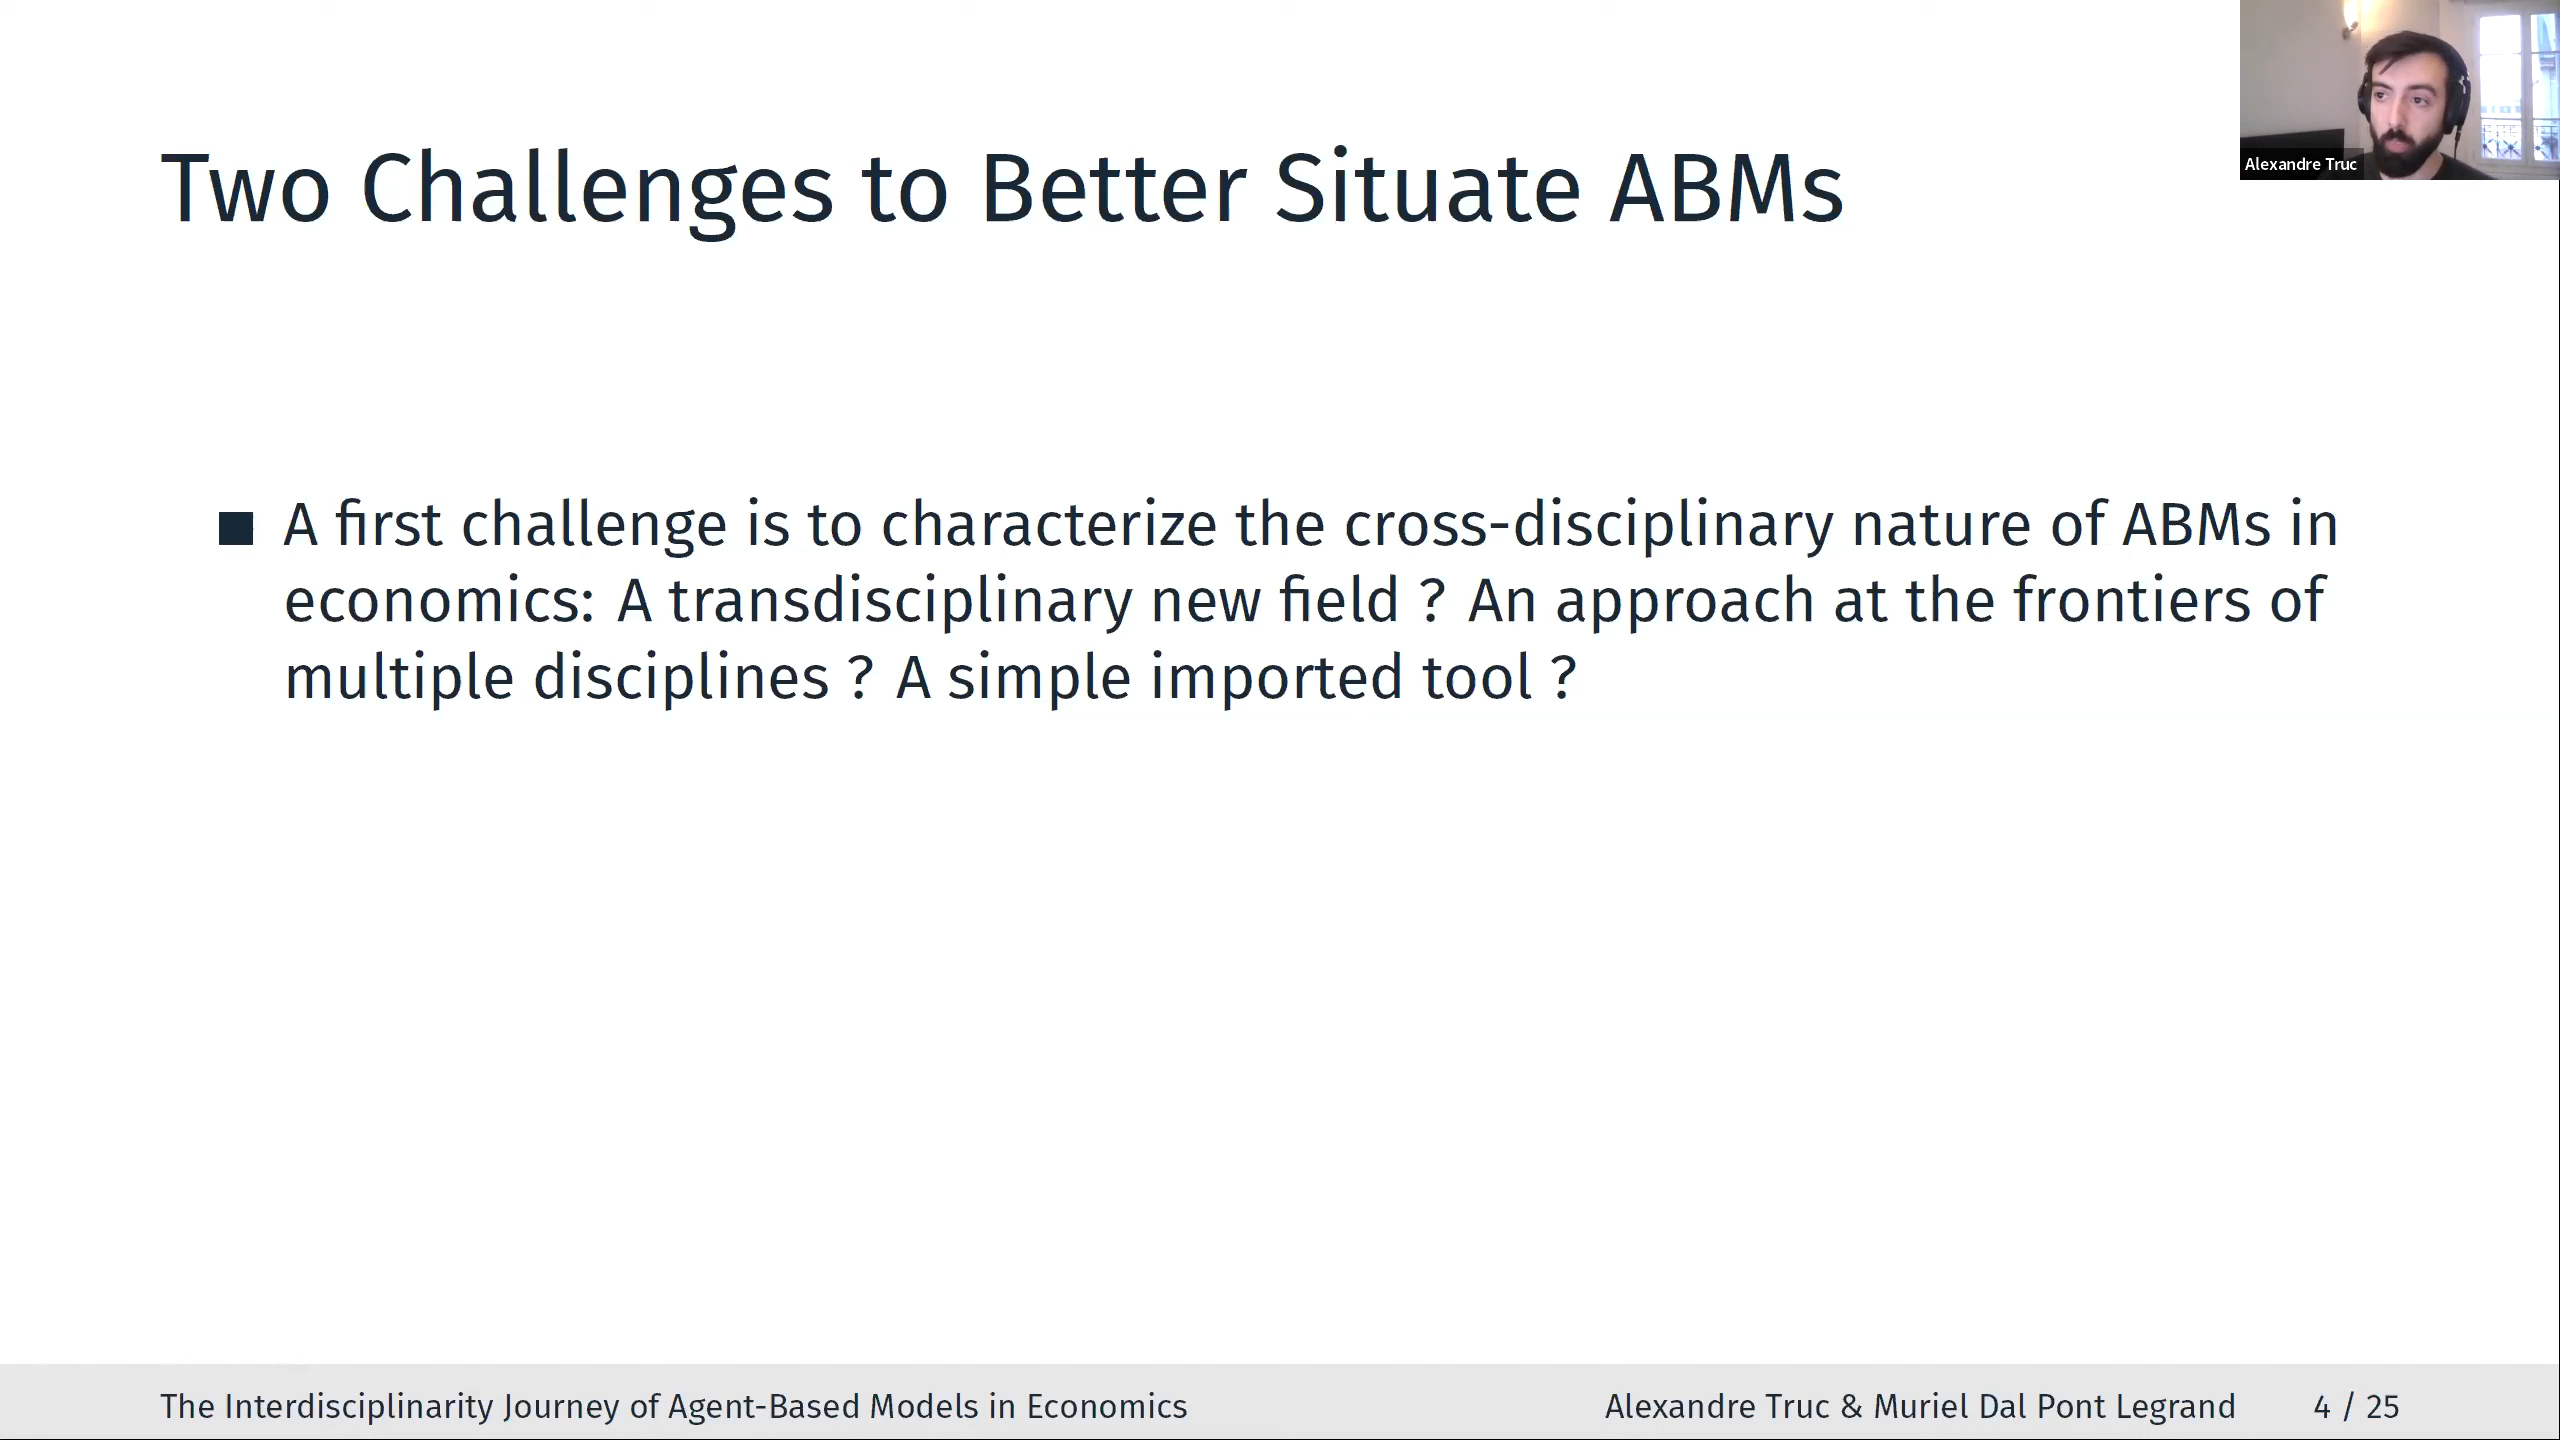 Alexandre Truc
Two Challenges to Better Situate ABMs
■ A first challenge is to characterize the cross-disciplinary nature of ABMs in
economics: A transdisciplinary new field ? An approach at the frontiers of
multiple disciplines ? A simple imported tool ?
The Interdisciplinarity Journey of Agent-Based Models in Economics
Alexandre Truc & Muriel Dal Pont Legrand
4 / 25